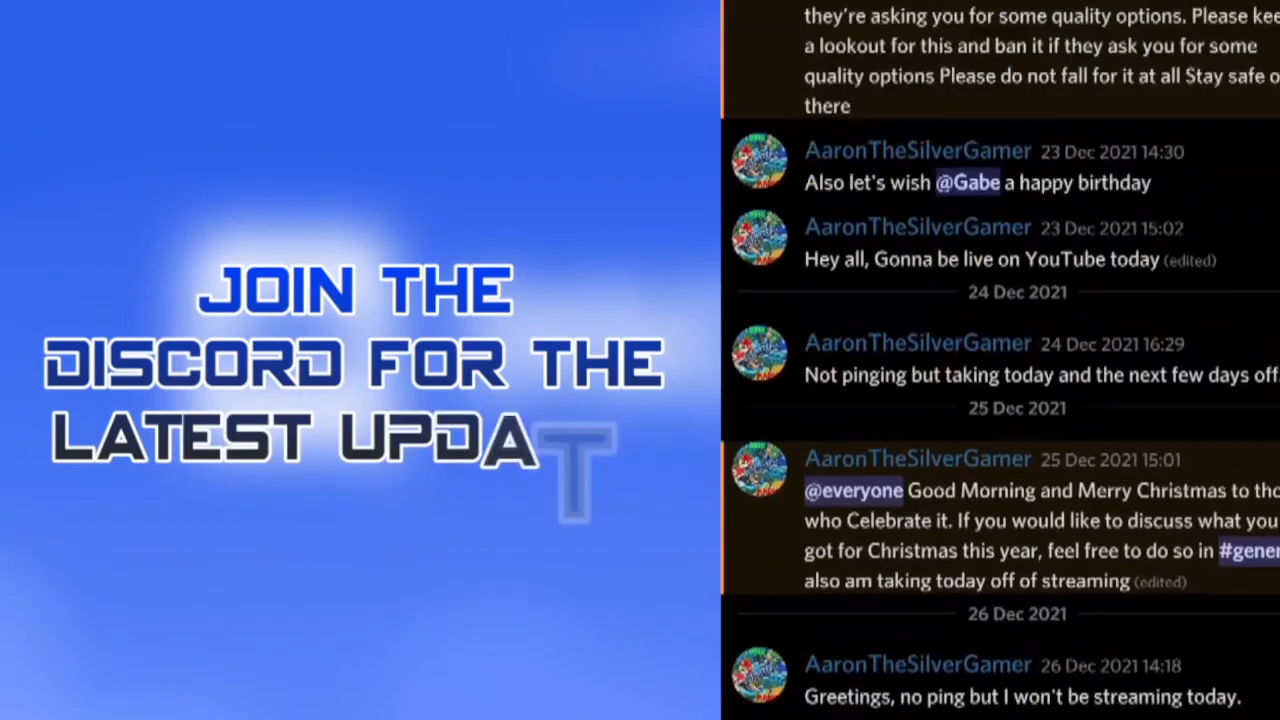 JOIN THE
DISCORD FOR THE
LATEST UPDAT
they're asking you for some quality options. Please kee
a lookout for this and ban it if they ask you for some
quality options Please do not fall for it at all Stay safe o
there
AaronTheSilverGamer 23 Dec 2021 14:30
Also let's wish @Gabe a happy birthday
AaronTheSilverGamer 23 Dec 2021 15:02
Hey all, Gonna be live on YouTube today (edited)
24 Dec 2021
AaronTheSilverGamer 24 Dec 2021 16:29
Not pinging but taking today and the next few days off
25 Dec 2021
AaronTheSilverGamer 25 Dec 2021 15:01
@everyone Good Morning and Merry Christmas to tho
who Celebrate it. If you would like to discuss what you
got for Christmas this year, feel free to do so in #gener
also am taking today off of streaming (edited)
26 Dec 2021
AaronTheSilverGamer 26 Dec 2021 14:18
Greetings, no ping but I won't be streaming today.